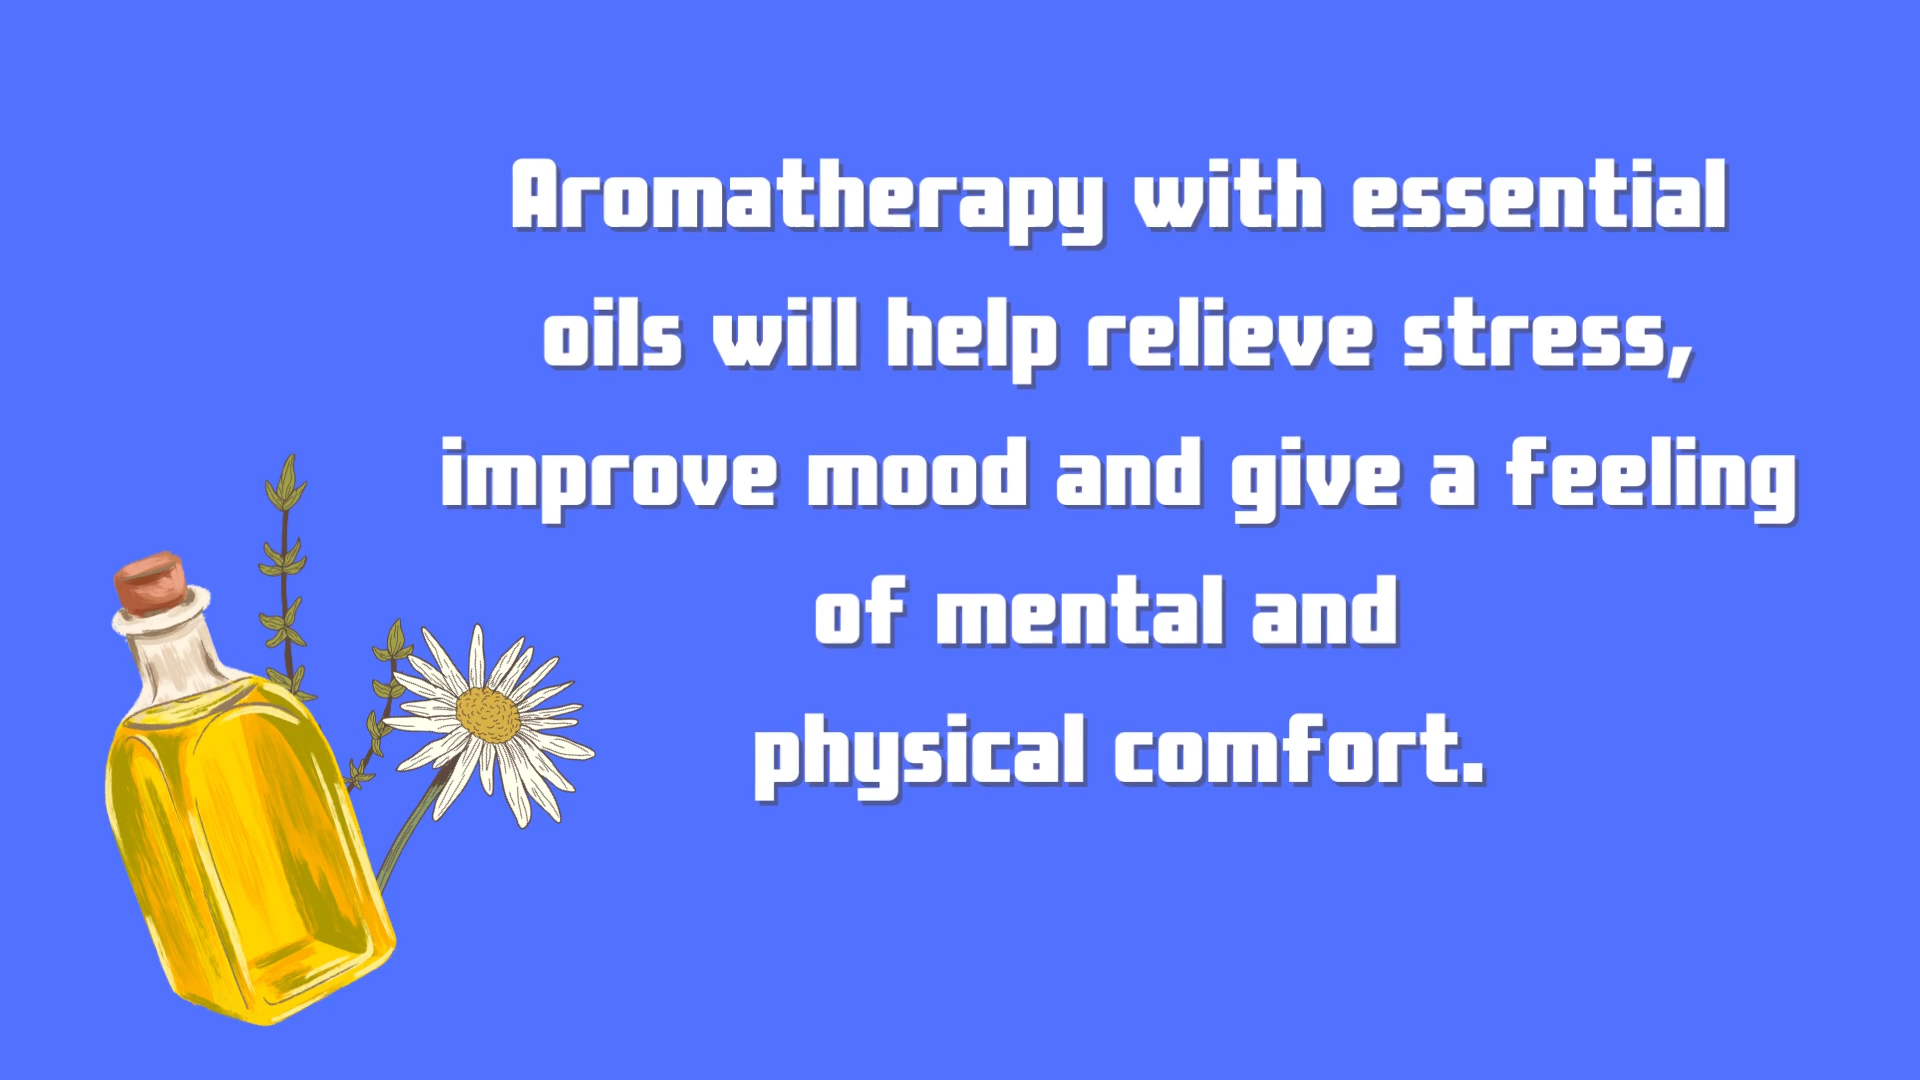 Aromatherapy with essential
oils will help relieve stress,
improve mood and give a feeling
of mental and
physical comfort.